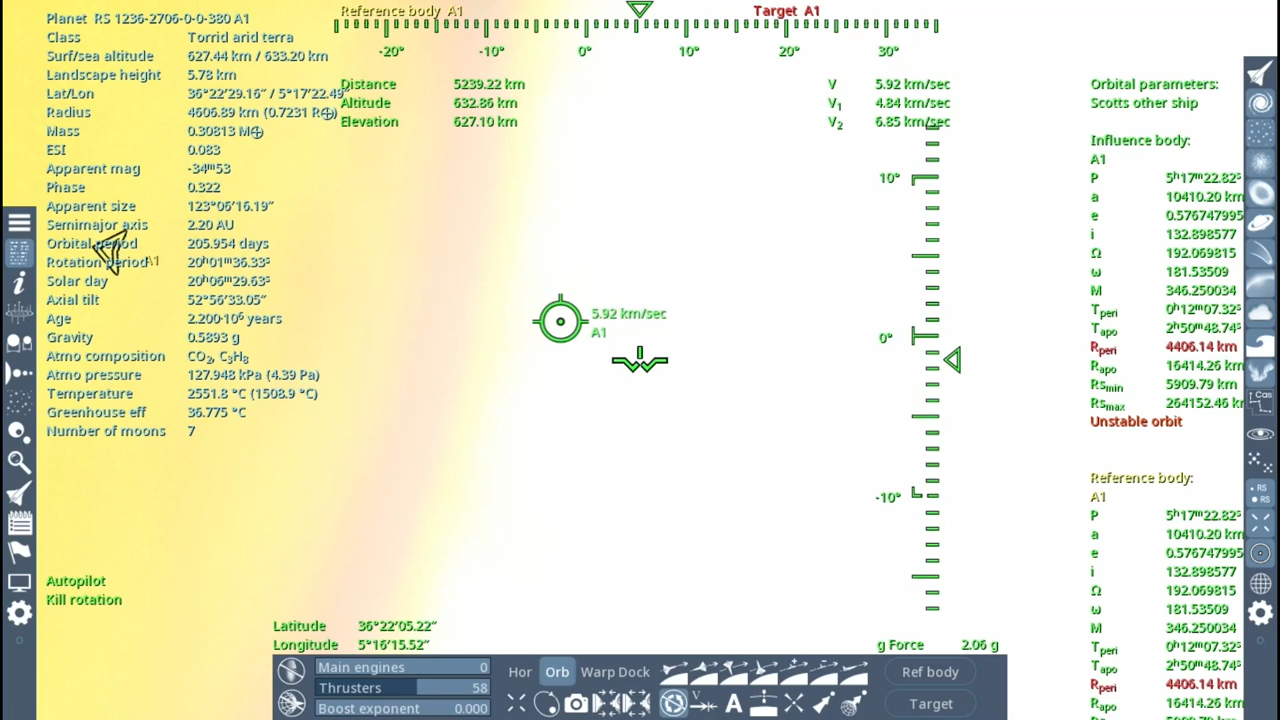 Planet RS 1236-2706-0-0-380 A1
Class Torrid arid terra
Surf/sea altitude 627.44 km / 633.20 km
Landscape height 5.78 km
Lat/Lon 36°22'29.16" / 5°17'22.49"
Radius 4606.89 km (0.7231 R⊕)
Mass 0.30813 M⊕
ESI 0.083
Apparent mag -34ᵐ53
Phase 0.322
Apparent size 123°06'16.19"
Semimajor axis 2.20 AU
Orbital period 205.954 days
Rotation period 20ʰ01ᵐ36.33ˢ
Solar day 20ʰ06ᵐ29.63ˢ
Axial tilt 52°56'33.05"
Age 2.200·10⁶ years
Gravity 0.5893 g
Atmo composition CO₂, C₃H₈
Atmo pressure 127.948 kPa (4.39 Pa)
Temperature 2551.8 °C (1508.9 °C)
Greenhouse eff 36.775 °C
Number of moons 7
A1
Autopilot
Kill rotation
Reference body A1
Target A1
-20° -10° 0° 10° 20° 30°
Distance 5239.22 km
Altitude 632.86 km
Elevation 627.10 km
V 5.92 km/sec
V₁ 4.84 km/sec
V₂ 6.85 km/sec
5.92 km/sec
A1
10°
0°
-10°
Orbital parameters:
Scotts other ship
Influence body:
A1
P 5ʰ17ᵐ22.82ˢ
a 10410.20 km
e 0.576747995
i 132.898577
Ω 192.069815
ω 181.53509
M 346.250034
Tperi 0ʰ12ᵐ07.32ˢ
Tapo 2ʰ50ᵐ48.74ˢ
Rperi 4406.14 km
Rapo 16414.26 km
Rsmin 5909.79 km
Rsmax 264152.46 km
Unstable orbit
Reference body:
A1
P 5ʰ17ᵐ22.82ˢ
a 10410.20 km
e 0.576747995
i 132.898577
Ω 192.069815
ω 181.53509
M 346.250034
Tperi 0ʰ12ᵐ07.32ˢ
Tapo 2ʰ50ᵐ48.74ˢ
Rperi 4406.14 km
Rapo 16414.26 km
Cas
RS
RS
Latitude 36°22'05.22"
Longitude 5°16'15.52"
g Force 2.06 g
Main engines 0
Thrusters 58
Boost exponent 0.000
Hor Orb Warp Dock
V A
Ref body
Target